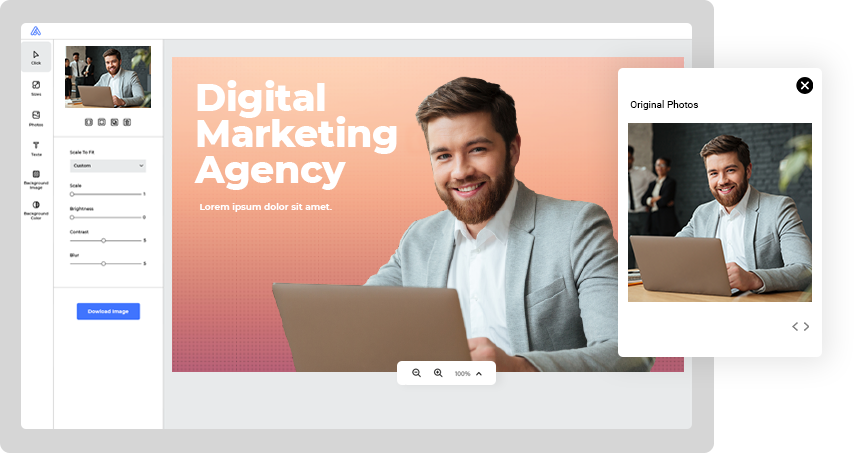 Click
Sizes
Photos
Texts
Background
Image
Background
Color
Scale To Fit
Custom
Scale
1
Brightness
0
Contrast
5
Blur
5
Dowload Image
Digital
Marketing
Agency
Lorem ipsum dolor sit amet.
100%
Original Photos